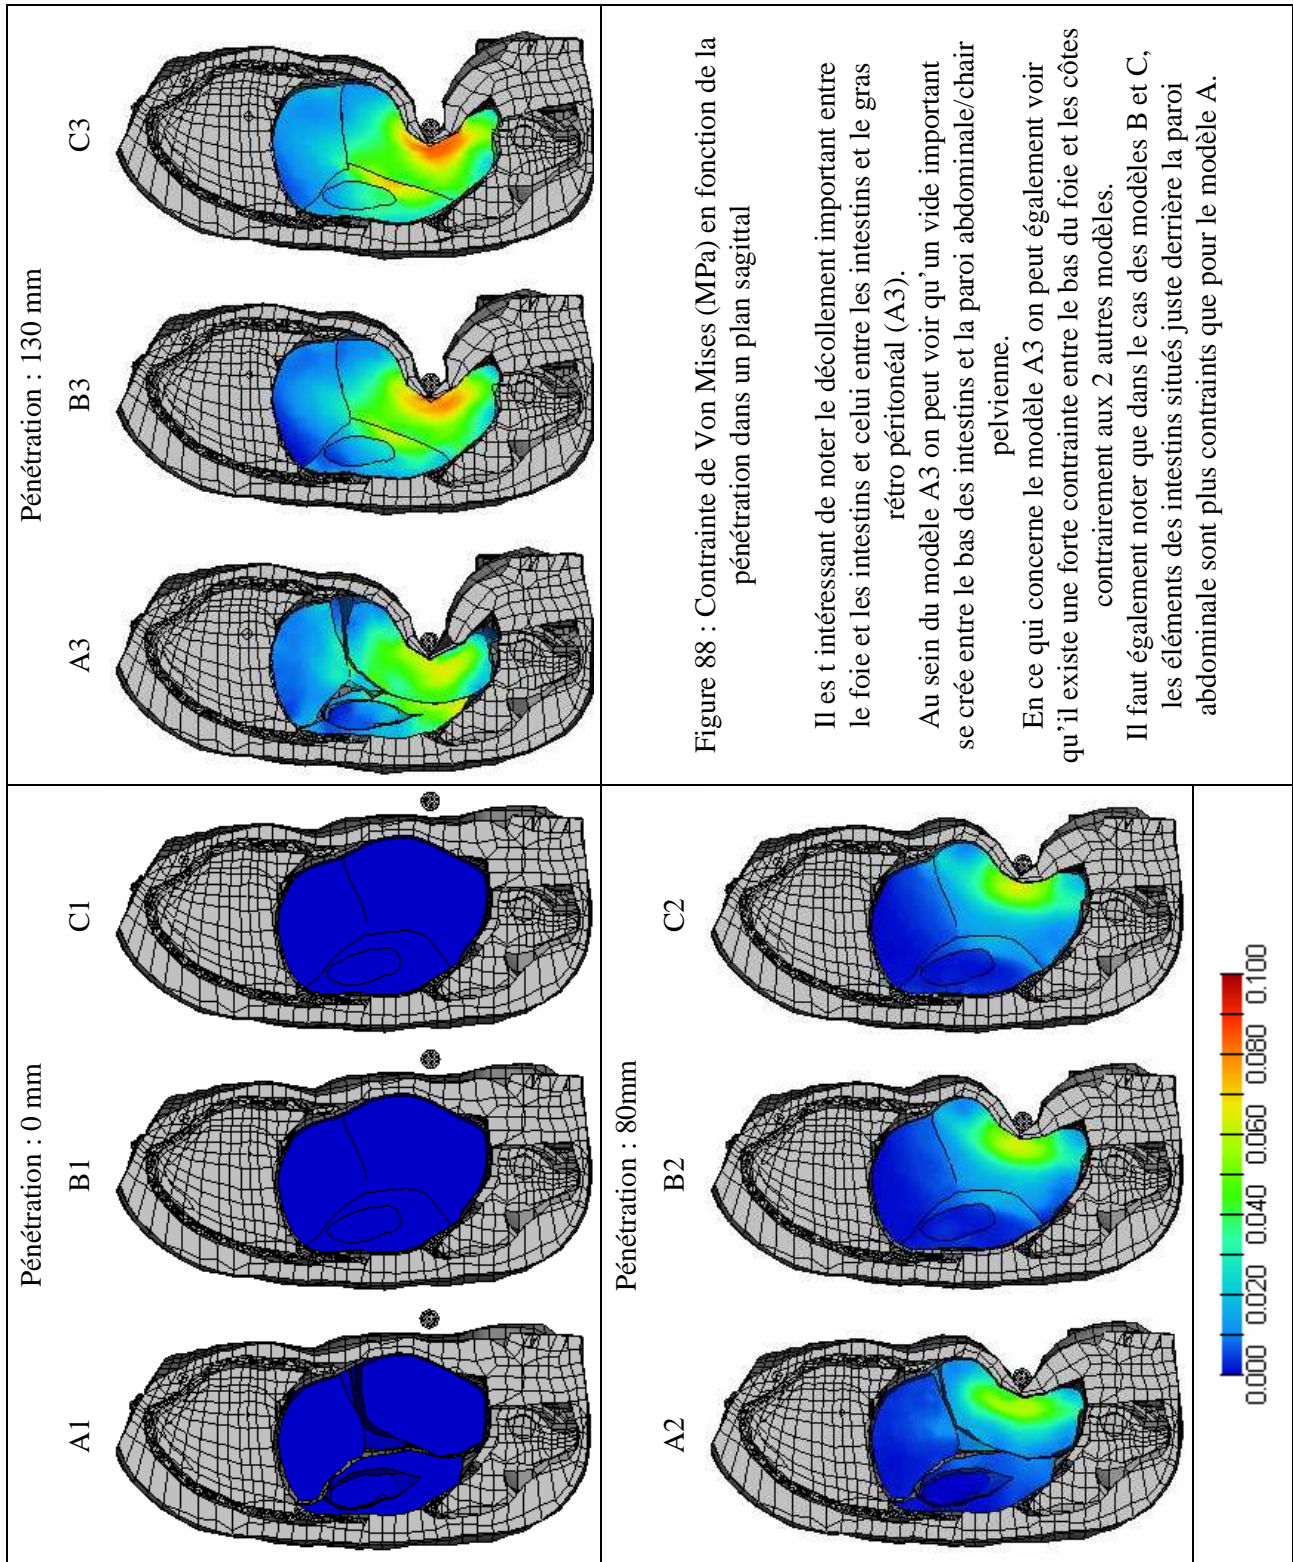 Pénétration : 0 mm
A1
B1
C1
Pénétration : 130 mm
A3
B3
C3
Pénétration : 80mm
A2
B2
C2
0.000 0.020 0.040 0.060 0.080 0.100
Figure 88 : Contrainte de Von Mises (MPa) en fonction de la
pénétration dans un plan sagittal
Il es t intéressant de noter le décollement important entre
le foie et les intestins et celui entre les intestins et le gras
rétro péritonéal (A3).
Au sein du modèle A3 on peut voir qu’un vide important
se crée entre le bas des intestins et la paroi abdominale/chair
pelvienne.
En ce qui concerne le modèle A3 on peut également voir
qu’il existe une forte contrainte entre le bas du foie et les côtes
contrairement aux 2 autres modèles.
Il faut également noter que dans le cas des modèles B et C,
les éléments des intestins situés juste derrière la paroi
abdominale sont plus contraints que pour le modèle A.